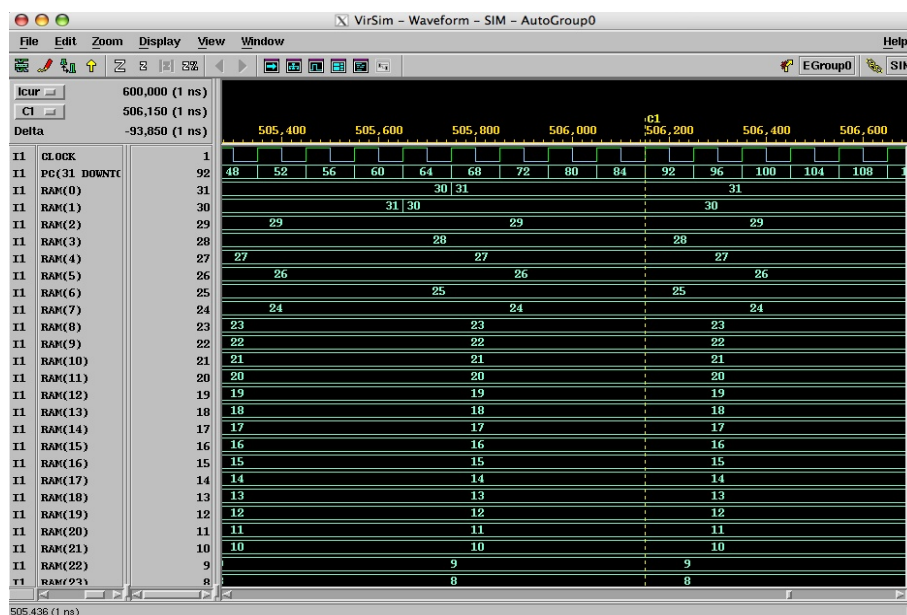 VirSim - Waveform - SIM - AutoGroup0
File Edit Zoom Display View Window Help
EGroup0 SIM
Icur 600,000 (1 ns)
C1 506,150 (1 ns)
Delta -93,850 (1 ns)
C1
505,400 505,600 505,800 506,000 506,200 506,400 506,600
I1 CLOCK 1
I1 PC(31 DOWNTO 92 48 52 56 60 64 68 72 80 84 92 96 100 104 108 1
I1 RAM(0) 31 30 31 31
I1 RAM(1) 30 31 30 30
I1 RAM(2) 29 29 29 29
I1 RAM(3) 28 28 28
I1 RAM(4) 27 27 27 27
I1 RAM(5) 26 26 26 26
I1 RAM(6) 25 25 25
I1 RAM(7) 24 24 24 24
I1 RAM(8) 23 23 23 23
I1 RAM(9) 22 22 22 22
I1 RAM(10) 21 21 21 21
I1 RAM(11) 20 20 20 20
I1 RAM(12) 19 19 19 19
I1 RAM(13) 18 18 18 18
I1 RAM(14) 17 17 17 17
I1 RAM(15) 16 16 16 16
I1 RAM(16) 15 15 15 15
I1 RAM(17) 14 14 14 14
I1 RAM(18) 13 13 13 13
I1 RAM(19) 12 12 12 12
I1 RAM(20) 11 11 11 11
I1 RAM(21) 10 10 10 10
I1 RAM(22) 9 9 9
I1 RAM(23) 8 8 8
505,436 (1 ns)